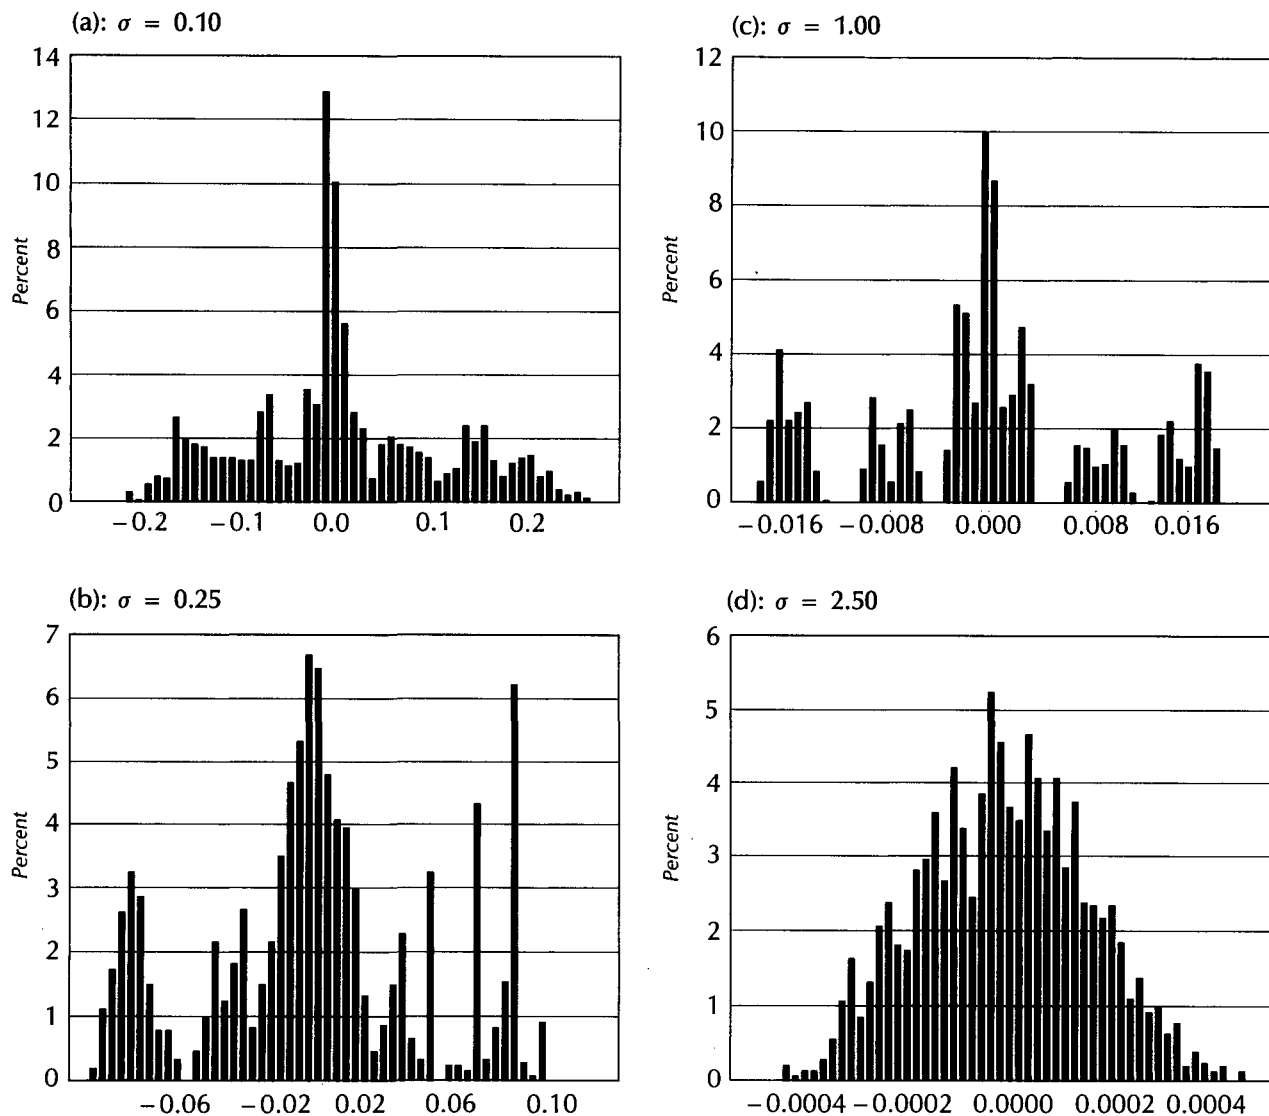 (a): σ = 0.10
14
12
10
8
6
4
2
0
Percent
−0.2 −0.1 0.0 0.1 0.2
(c): σ = 1.00
12
10
8
6
4
2
0
Percent
−0.016 −0.008 0.000 0.008 0.016
(b): σ = 0.25
7
6
5
4
3
2
1
0
Percent
−0.06 −0.02 0.02 0.06 0.10
(d): σ = 2.50
6
5
4
3
2
1
0
Percent
−0.0004 −0.0002 0.0000 0.0002 0.0004